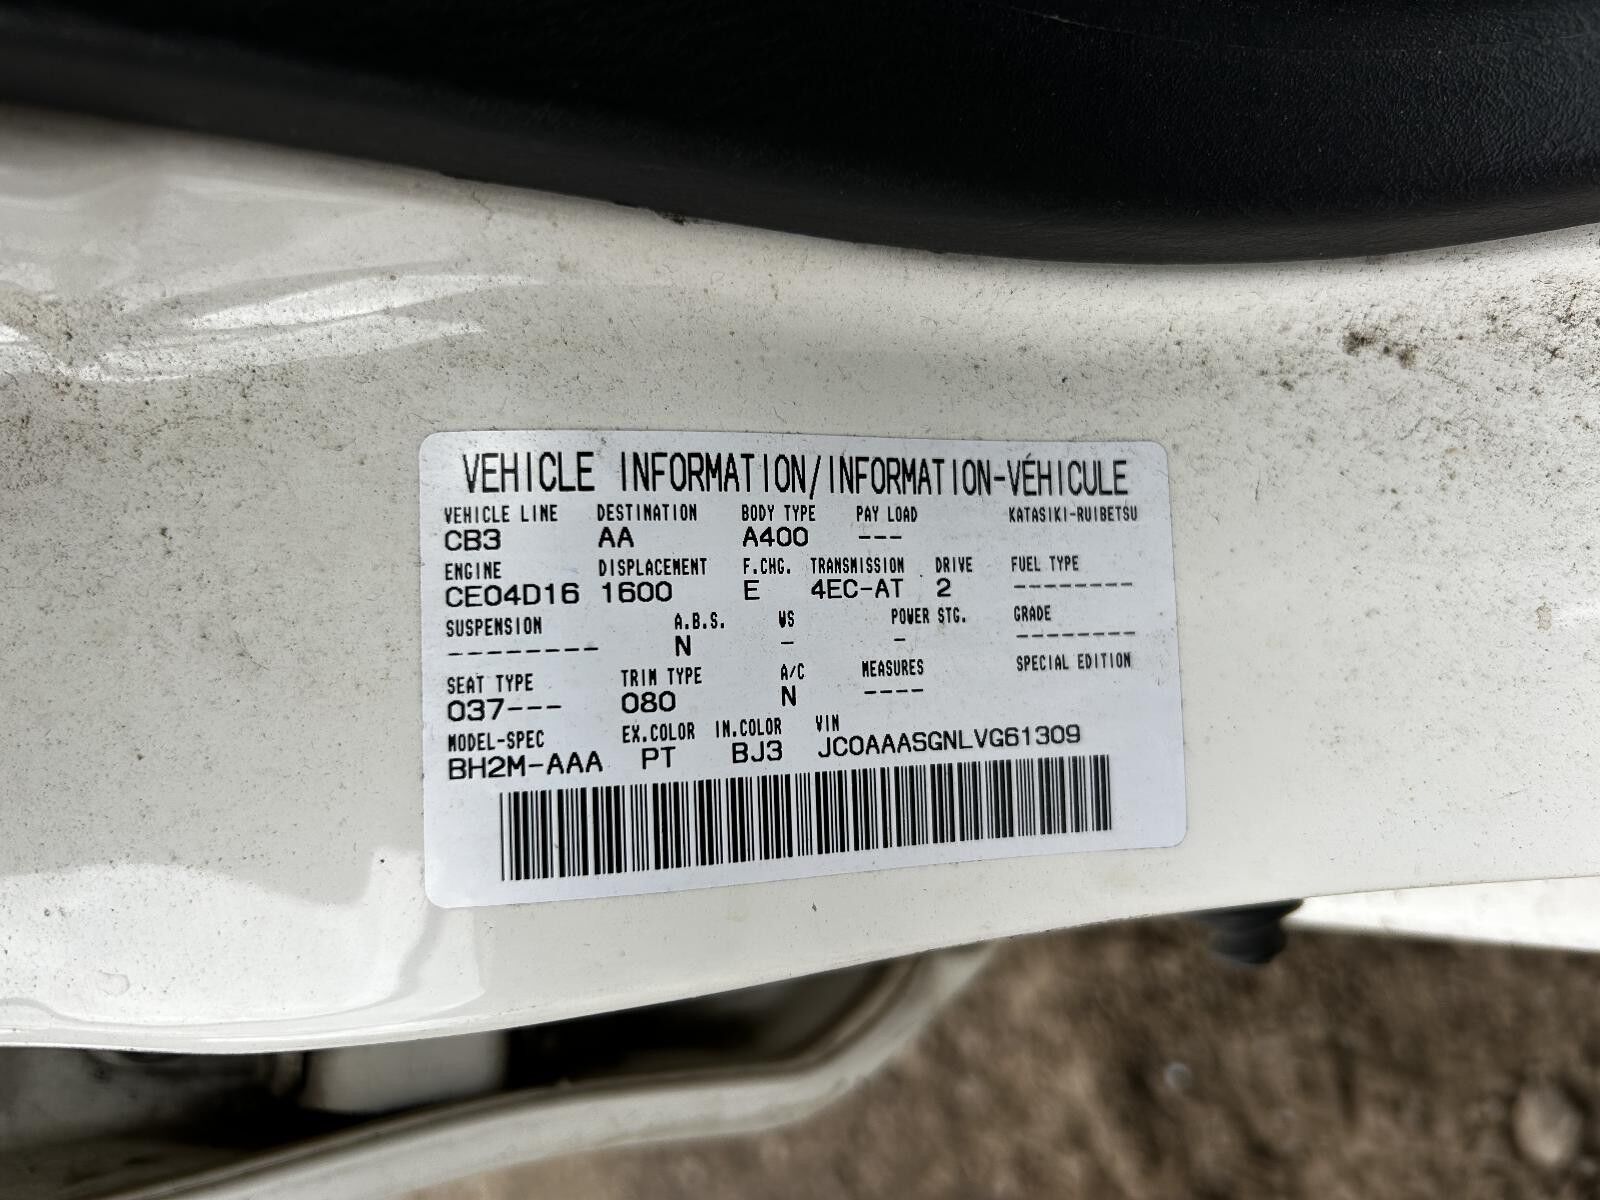 VEHICLE INFORMATION/INFORMATION-VÉHICULE
VEHICLE LINE DESTINATION BODY TYPE PAY LOAD KATASIKI-RUIBETSU
CB3 AA A400 ---
ENGINE DISPLACEMENT F.CHG. TRANSMISSION DRIVE FUEL TYPE
CE04D16 1600 E 4EC-AT 2 ---------
SUSPENSION A.B.S. WS POWER STG. GRADE
--------- N - - ---------
SEAT TYPE TRIM TYPE A/C MEASURES SPECIAL EDITION
037--- 080 N ----
MODEL-SPEC EX.COLOR IN.COLOR VIN
BH2M-AAA PT BJ3 JC0AAASGNLVG61309